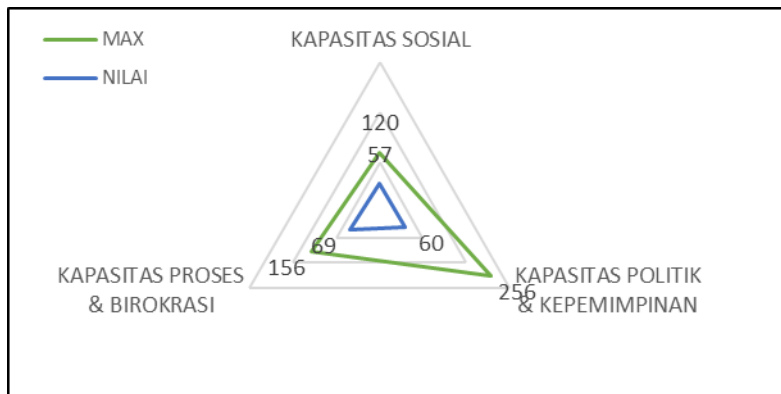 MAX
NILAI
KAPASITAS SOSIAL
120
57
69
60
156
256
KAPASITAS PROSES
& BIROKRASI
KAPASITAS POLITIK
& KEPEMIMPINAN